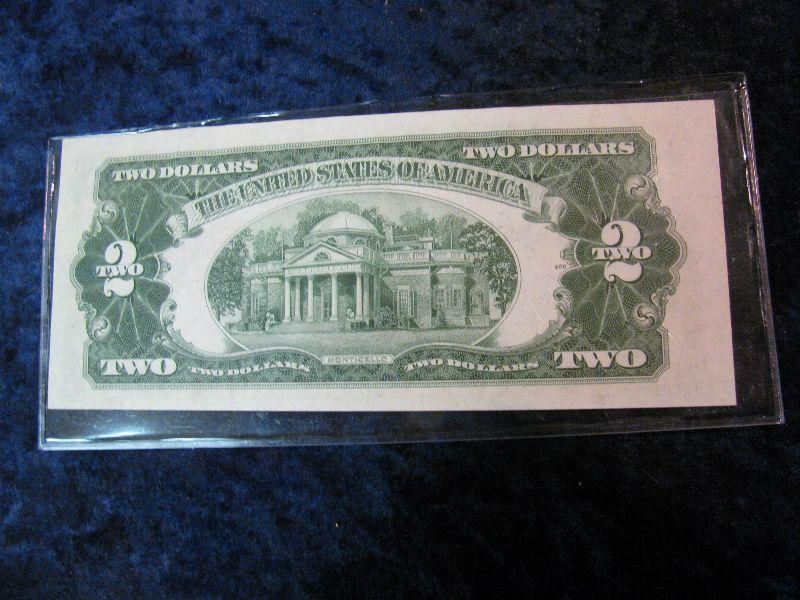 TWO DOLLARS
TWO DOLLARS
THE UNITED STATES OF AMERICA
2
TWO
2
TWO
MONTICELLO
TWO
TWO DOLLARS
TWO DOLLARS
TWO